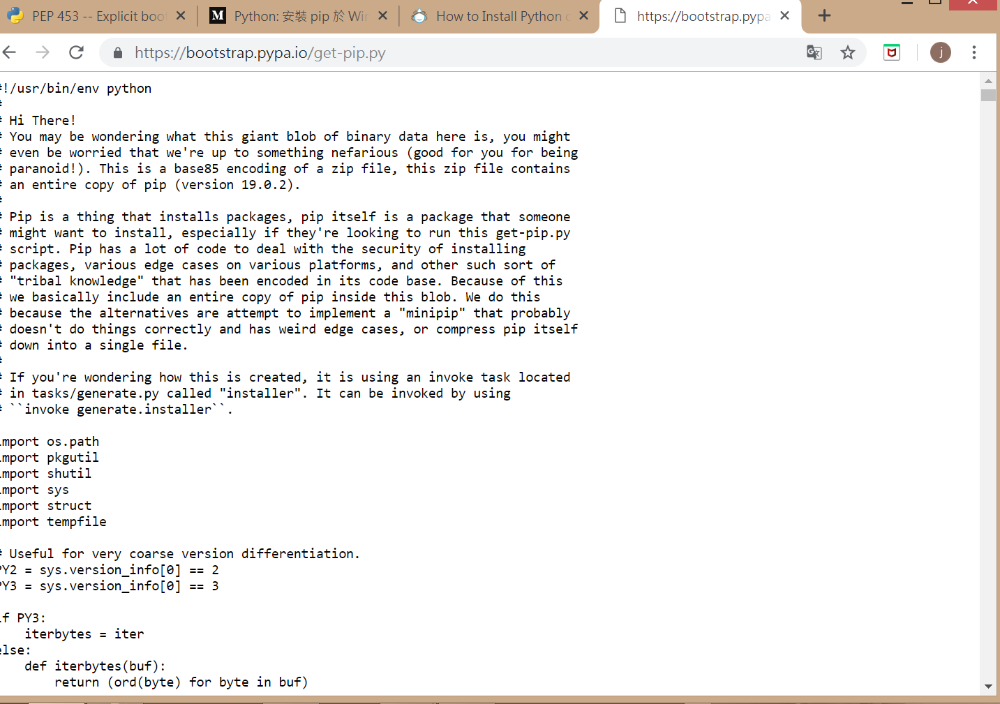 PEP 453 -- Explicit boot
M Python: 安裝 pip 於 Win
How to Install Python
https://bootstrap.pypa
https://bootstrap.pypa.io/get-pip.py
j
#!/usr/bin/env python
#
# Hi There!
# You may be wondering what this giant blob of binary data here is, you might
# even be worried that we're up to something nefarious (good for you for being
# paranoid!). This is a base85 encoding of a zip file, this zip file contains
# an entire copy of pip (version 19.0.2).
#
# Pip is a thing that installs packages, pip itself is a package that someone
# might want to install, especially if they're looking to run this get-pip.py
# script. Pip has a lot of code to deal with the security of installing
# packages, various edge cases on various platforms, and other such sort of
# "tribal knowledge" that has been encoded in its code base. Because of this
# we basically include an entire copy of pip inside this blob. We do this
# because the alternatives are attempt to implement a "minipip" that probably
# doesn't do things correctly and has weird edge cases, or compress pip itself
# down into a single file.
#
# If you're wondering how this is created, it is using an invoke task located
# in tasks/generate.py called "installer". It can be invoked by using
# ``invoke generate.installer``.
import os.path
import pkgutil
import shutil
import sys
import struct
import tempfile
# Useful for very coarse version differentiation.
PY2 = sys.version_info[0] == 2
PY3 = sys.version_info[0] == 3
if PY3:
iterbytes = iter
else:
def iterbytes(buf):
return (ord(byte) for byte in buf)